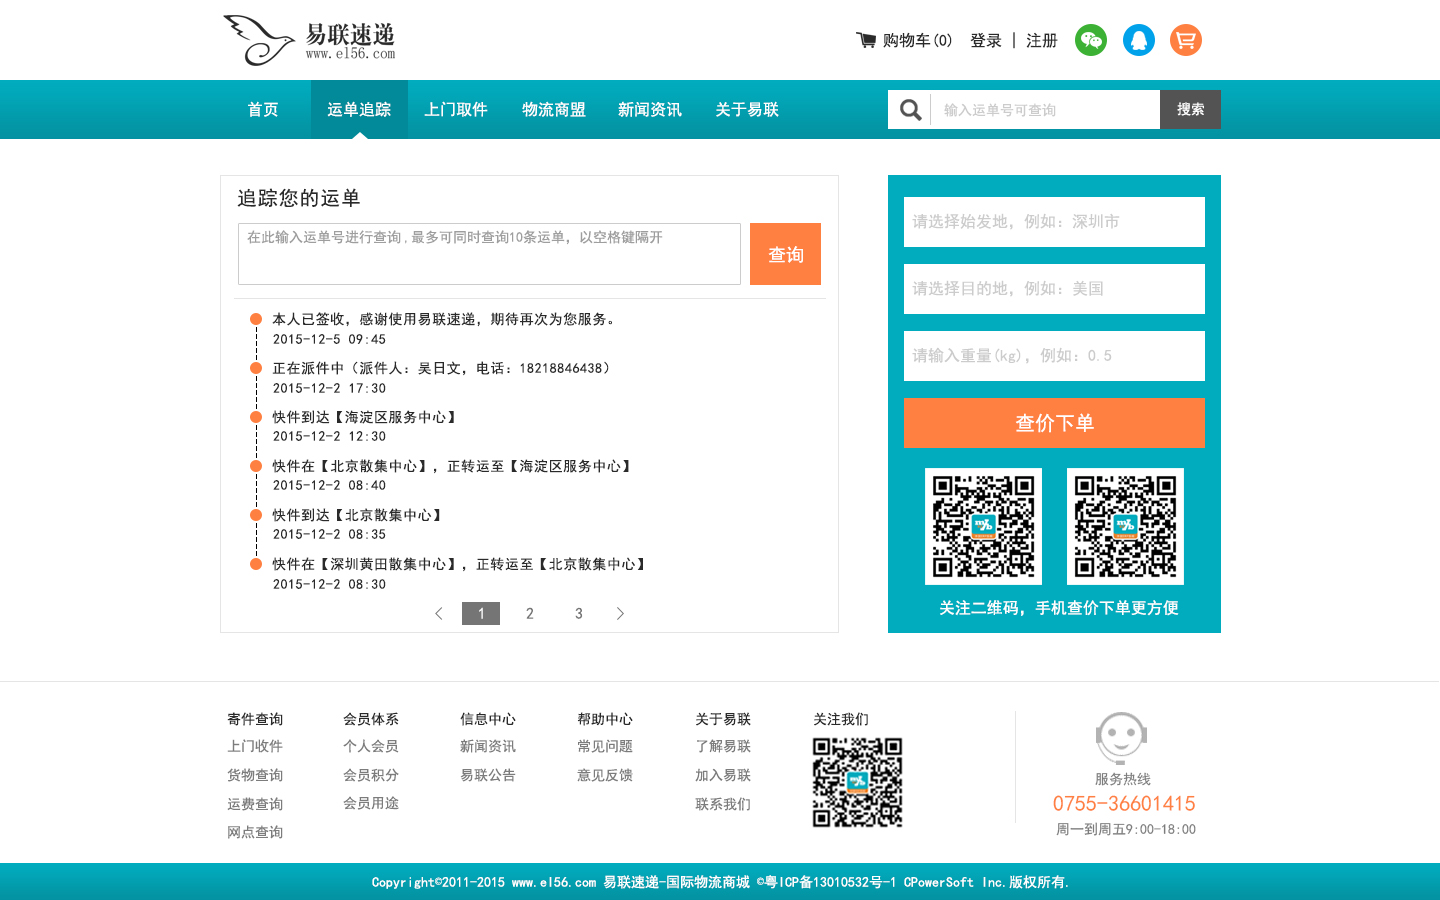 易联速递
www.el56.com
购物车(0) 登录 | 注册
首页 运单追踪 上门取件 物流商盟 新闻资讯 关于易联
输入运单号可查询 搜索
追踪您的运单
在此输入运单号进行查询,最多可同时查询10条运单，以空格键隔开
查询
本人已签收，感谢使用易联速递，期待再次为您服务。
2015-12-5 09:45
正在派件中（派件人：吴日文，电话：18218846438）
2015-12-2 17:30
快件到达【海淀区服务中心】
2015-12-2 12:30
快件在【北京散集中心】，正转运至【海淀区服务中心】
2015-12-2 08:40
快件到达【北京散集中心】
2015-12-2 08:35
快件在【深圳黄田散集中心】，正转运至【北京散集中心】
2015-12-2 08:30
< 1 2 3 >
请选择始发地，例如：深圳市
请选择目的地，例如：美国
请输入重量(kg)，例如：0.5
查价下单
关注二维码，手机查价下单更方便
寄件查询
上门收件
货物查询
运费查询
网点查询
会员体系
个人会员
会员积分
会员用途
信息中心
新闻资讯
易联公告
帮助中心
常见问题
意见反馈
关于易联
了解易联
加入易联
联系我们
关注我们
服务热线
0755-36601415
周一到周五9:00-18:00
Copyright©2011-2015 www.el56.com 易联速递-国际物流商城 ©粤ICP备13010532号-1 CPowerSoft Inc.版权所有.